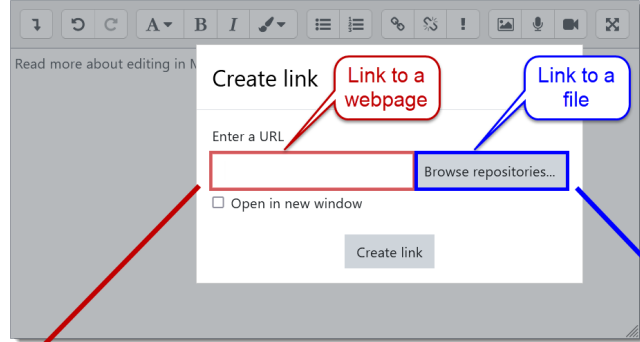 A B I !
Read more about editing in
Create link
Link to a
webpage
Link to a
file
Enter a URL
Browse repositories...
Open in new window
Create link